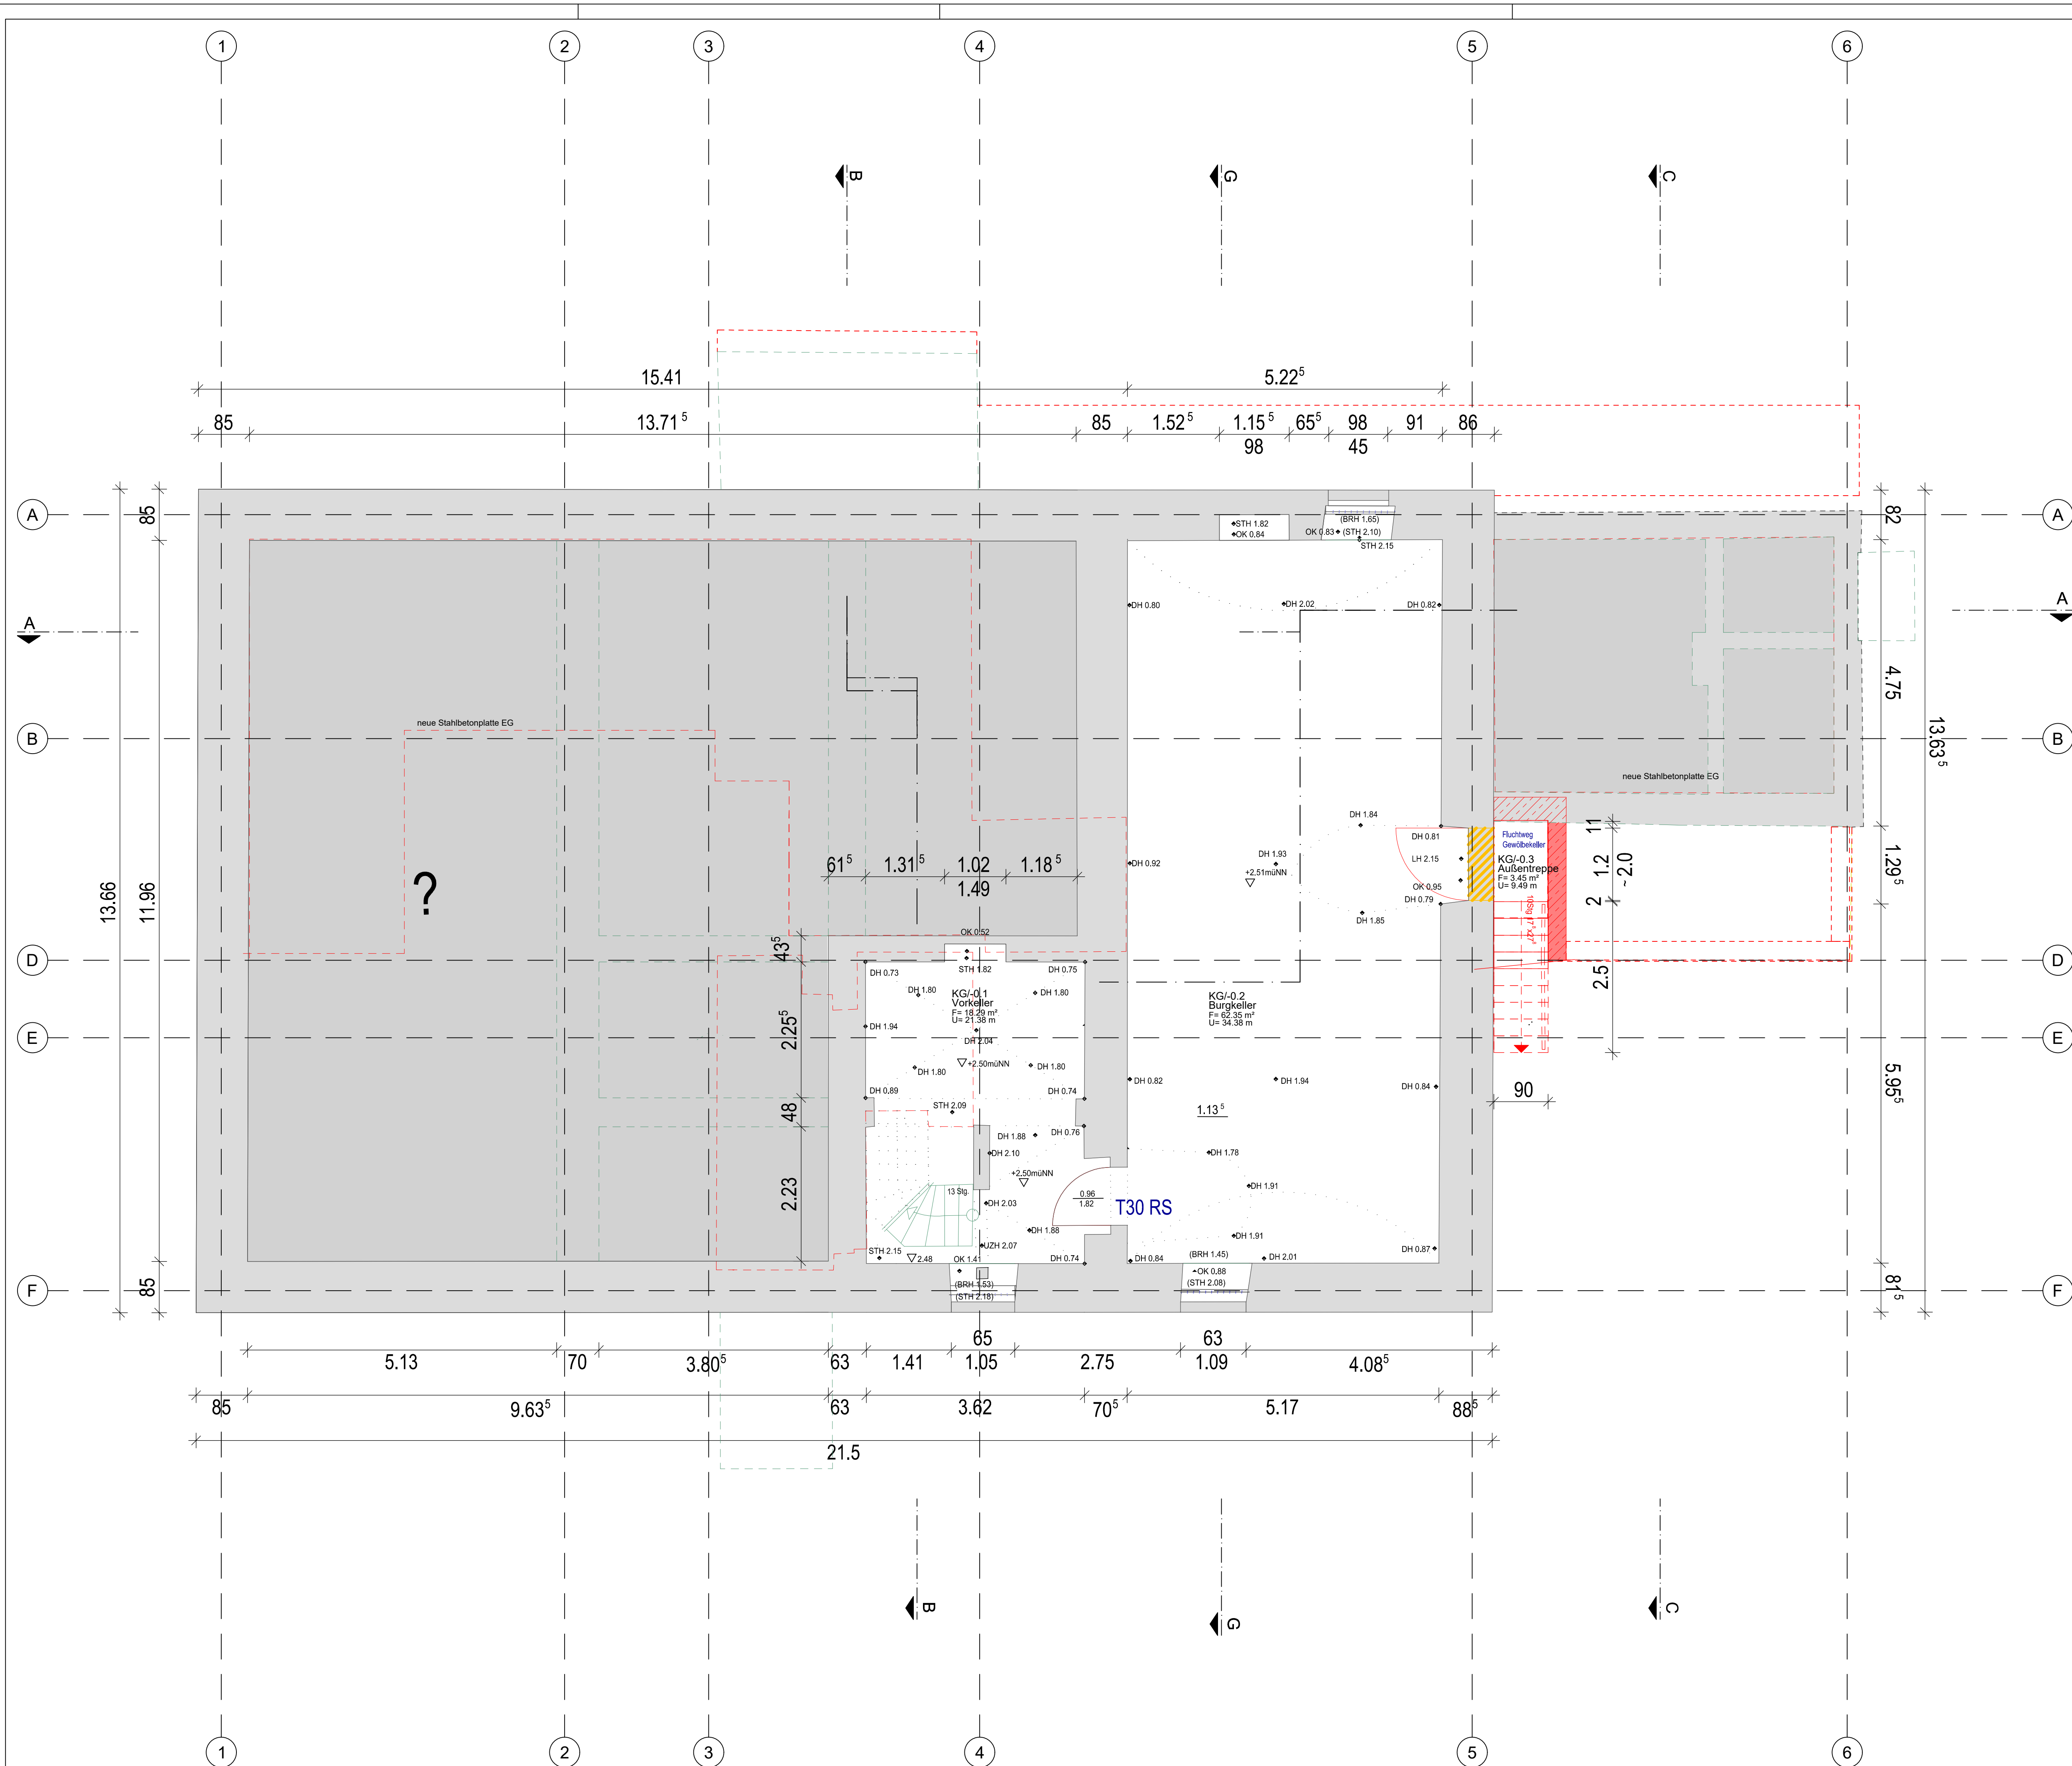 1 2 3 4 5 6
B G C
15.41 5.22⁵
85 13.71⁵ 85 1.52⁵ 1.15⁵ 65⁵ 98 91 86
98 45
A A
85 82
STH 1.82
OK 0.84
(BRH 1.65)
OK 0.83 (STH 2.10)
STH 2.15
DH 0.80 DH 2.02 DH 0.82
A A
4.75
neue Stahlbetonplatte EG
13.63⁵
B B
neue Stahlbetonplatte EG
DH 1.84
DH 0.81
11
Fluchtweg
Gewölbekeller
61⁵ 1.31⁵ 1.02 1.18⁵
1.49
DH 0.92
DH 1.93
+2.51müNN
LH 2.15
OK 0.95
DH 0.79
DH 1.85
KG/-0.3
Außentreppe
F= 3.45 m²
U= 9.49 m
10Stg 17⁵x27⁵
1.2
~ 2.0
1.29⁵
2
2.5
13.66
11.96
?
43⁵
OK 0.52
STH 1.82
D D
DH 0.73 DH 0.75
DH 1.80 DH 1.80
KG/-0.1
Vorkeller
F= 18.29 m²
U= 21.38 m
KG/-0.2
Burgkeller
F= 62.35 m²
U= 34.38 m
DH 1.94
2.25⁵
E E
DH 2.04
+2.50müNN
DH 1.80 DH 1.80
DH 0.89 DH 0.74
DH 0.82 DH 1.94 DH 0.84
5.95⁵
90
48
STH 2.09
1.13⁵
DH 1.88 DH 0.76
DH 2.10
DH 1.78
+2.50müNN
2.23
13 Stg.
DH 2.03
0.96
1.82
T30 RS
DH 1.91
DH 1.88
DH 1.91
UZH 2.07
STH 2.15
2.48
OK 1.41
DH 0.74
DH 0.84
(BRH 1.45)
DH 2.01
DH 0.87
OK 0.88
(STH 2.08)
(BRH 1.53)
(STH 2.18)
85 81⁵
F F
65 63
5.13 70 3.80⁵ 63 1.41 1.05 2.75 1.09 4.08⁵
85 9.63⁵ 63 3.62 70⁵ 5.17 88⁵
21.5
B G C
1 2 3 4 5 6